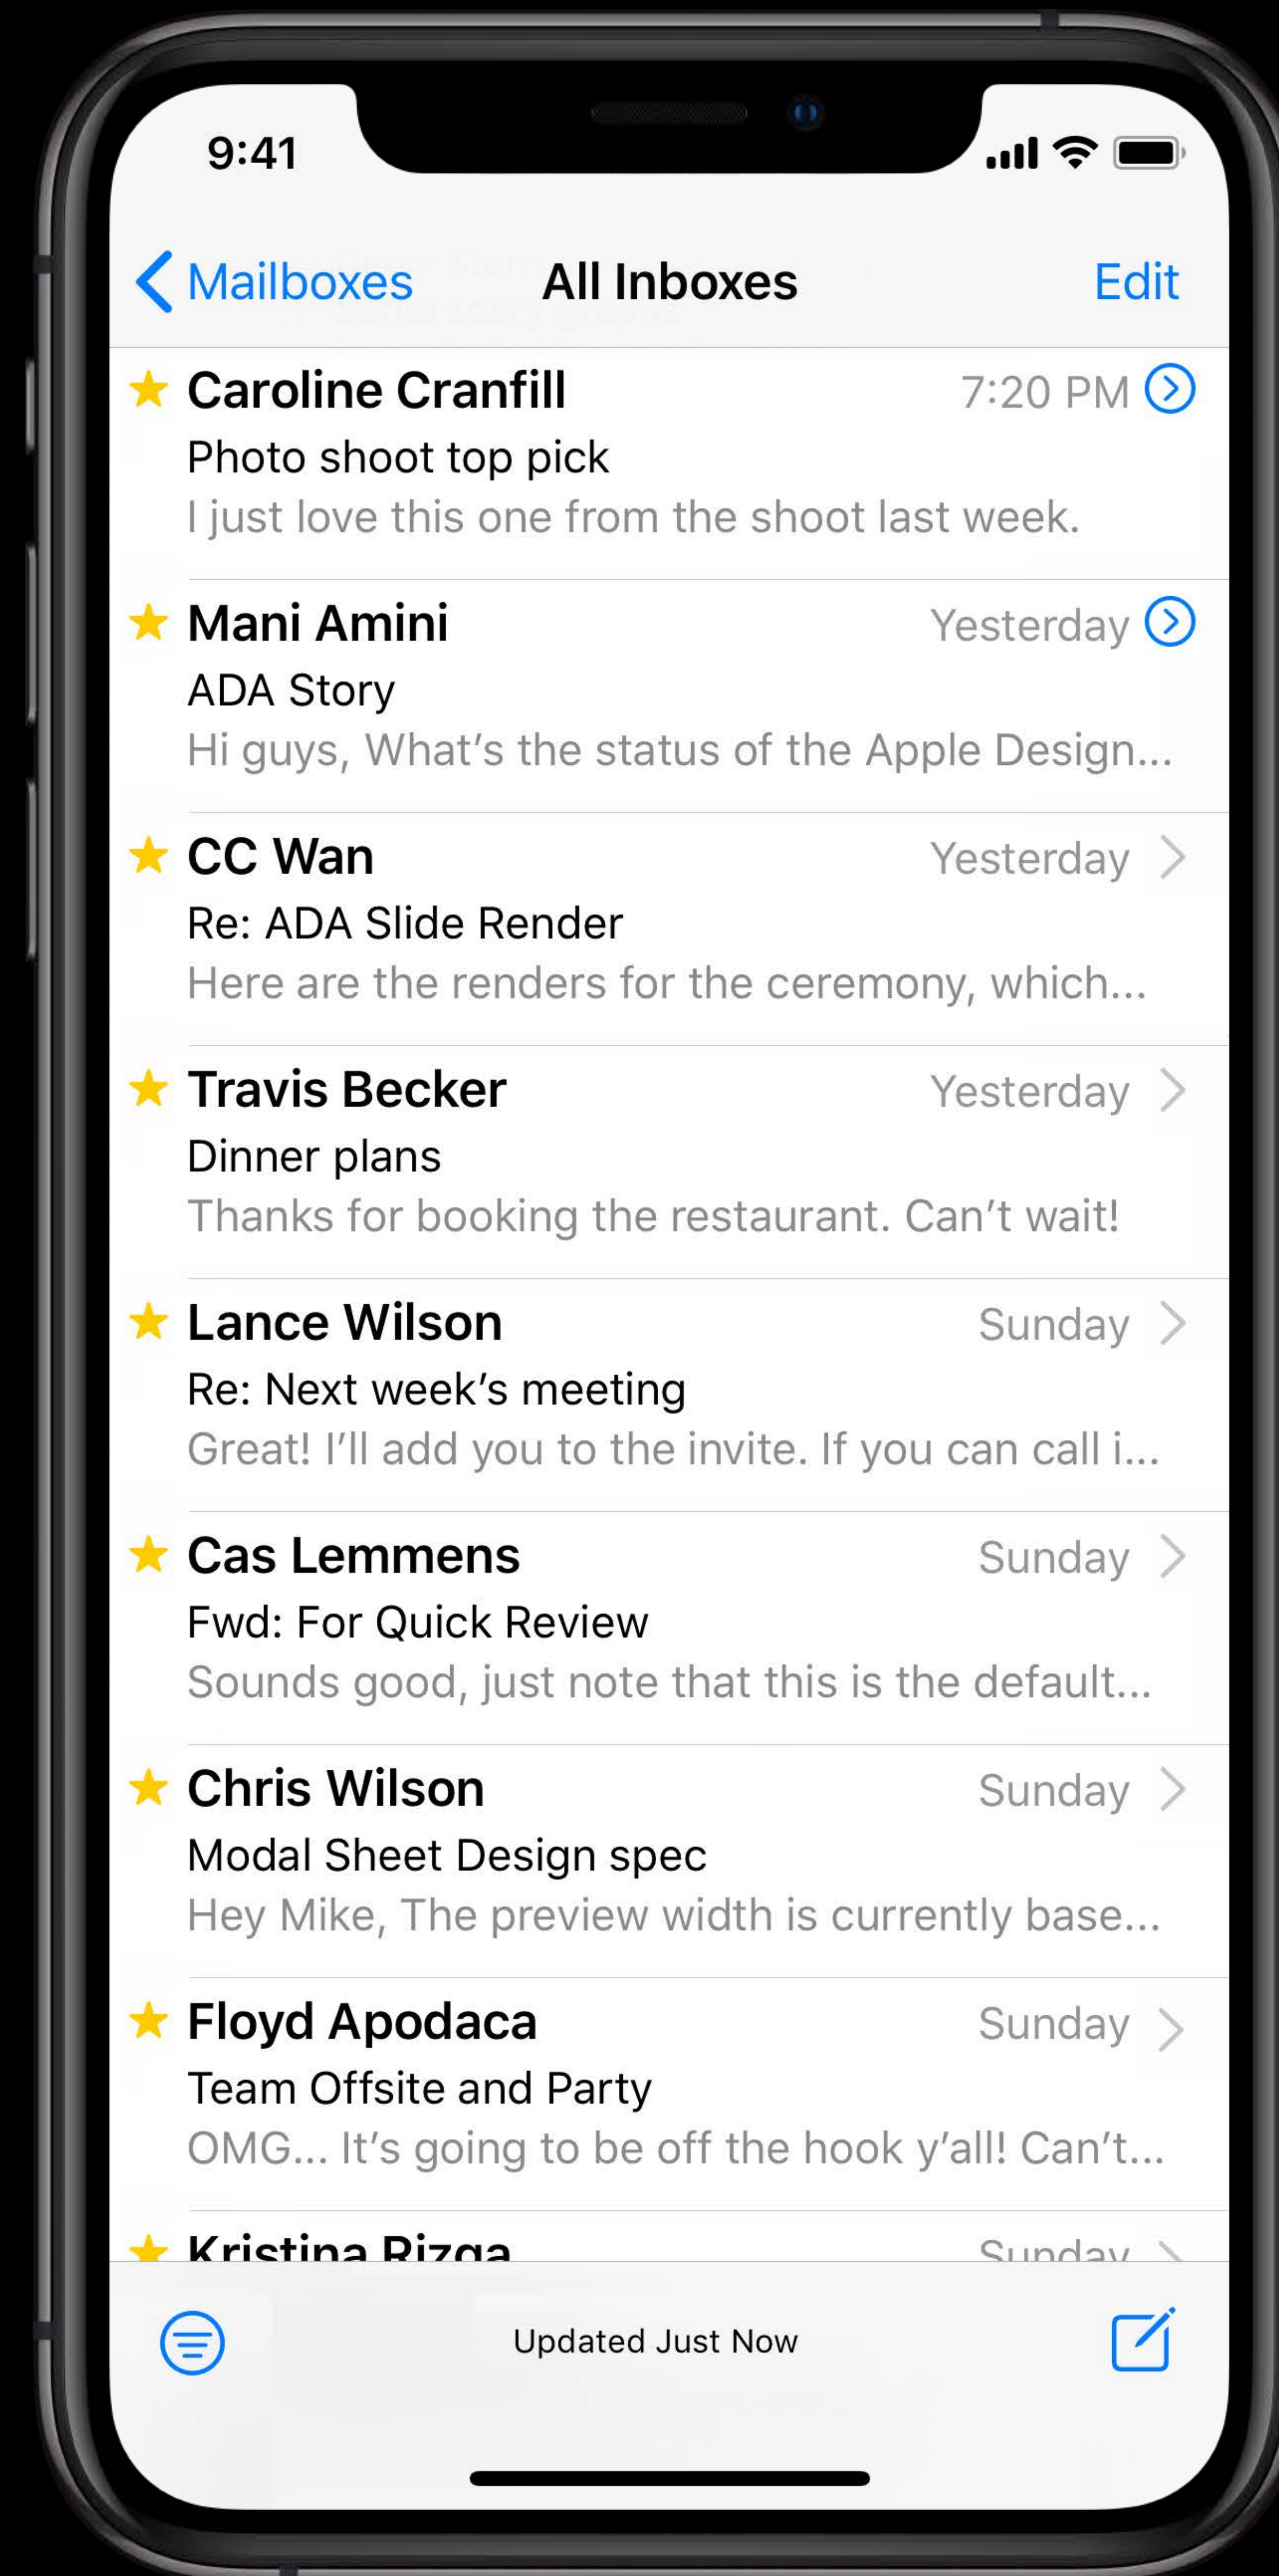 9:41
Mailboxes All Inboxes Edit
Caroline Cranfill 7:20 PM
Photo shoot top pick
I just love this one from the shoot last week.
Mani Amini Yesterday
ADA Story
Hi guys, What’s the status of the Apple Design...
CC Wan Yesterday
Re: ADA Slide Render
Here are the renders for the ceremony, which...
Travis Becker Yesterday
Dinner plans
Thanks for booking the restaurant. Can’t wait!
Lance Wilson Sunday
Re: Next week’s meeting
Great! I’ll add you to the invite. If you can call i...
Cas Lemmens Sunday
Fwd: For Quick Review
Sounds good, just note that this is the default...
Chris Wilson Sunday
Modal Sheet Design spec
Hey Mike, The preview width is currently base...
Floyd Apodaca Sunday
Team Offsite and Party
OMG... It’s going to be off the hook y’all! Can’t...
Kristina Rizga Sunday
Updated Just Now